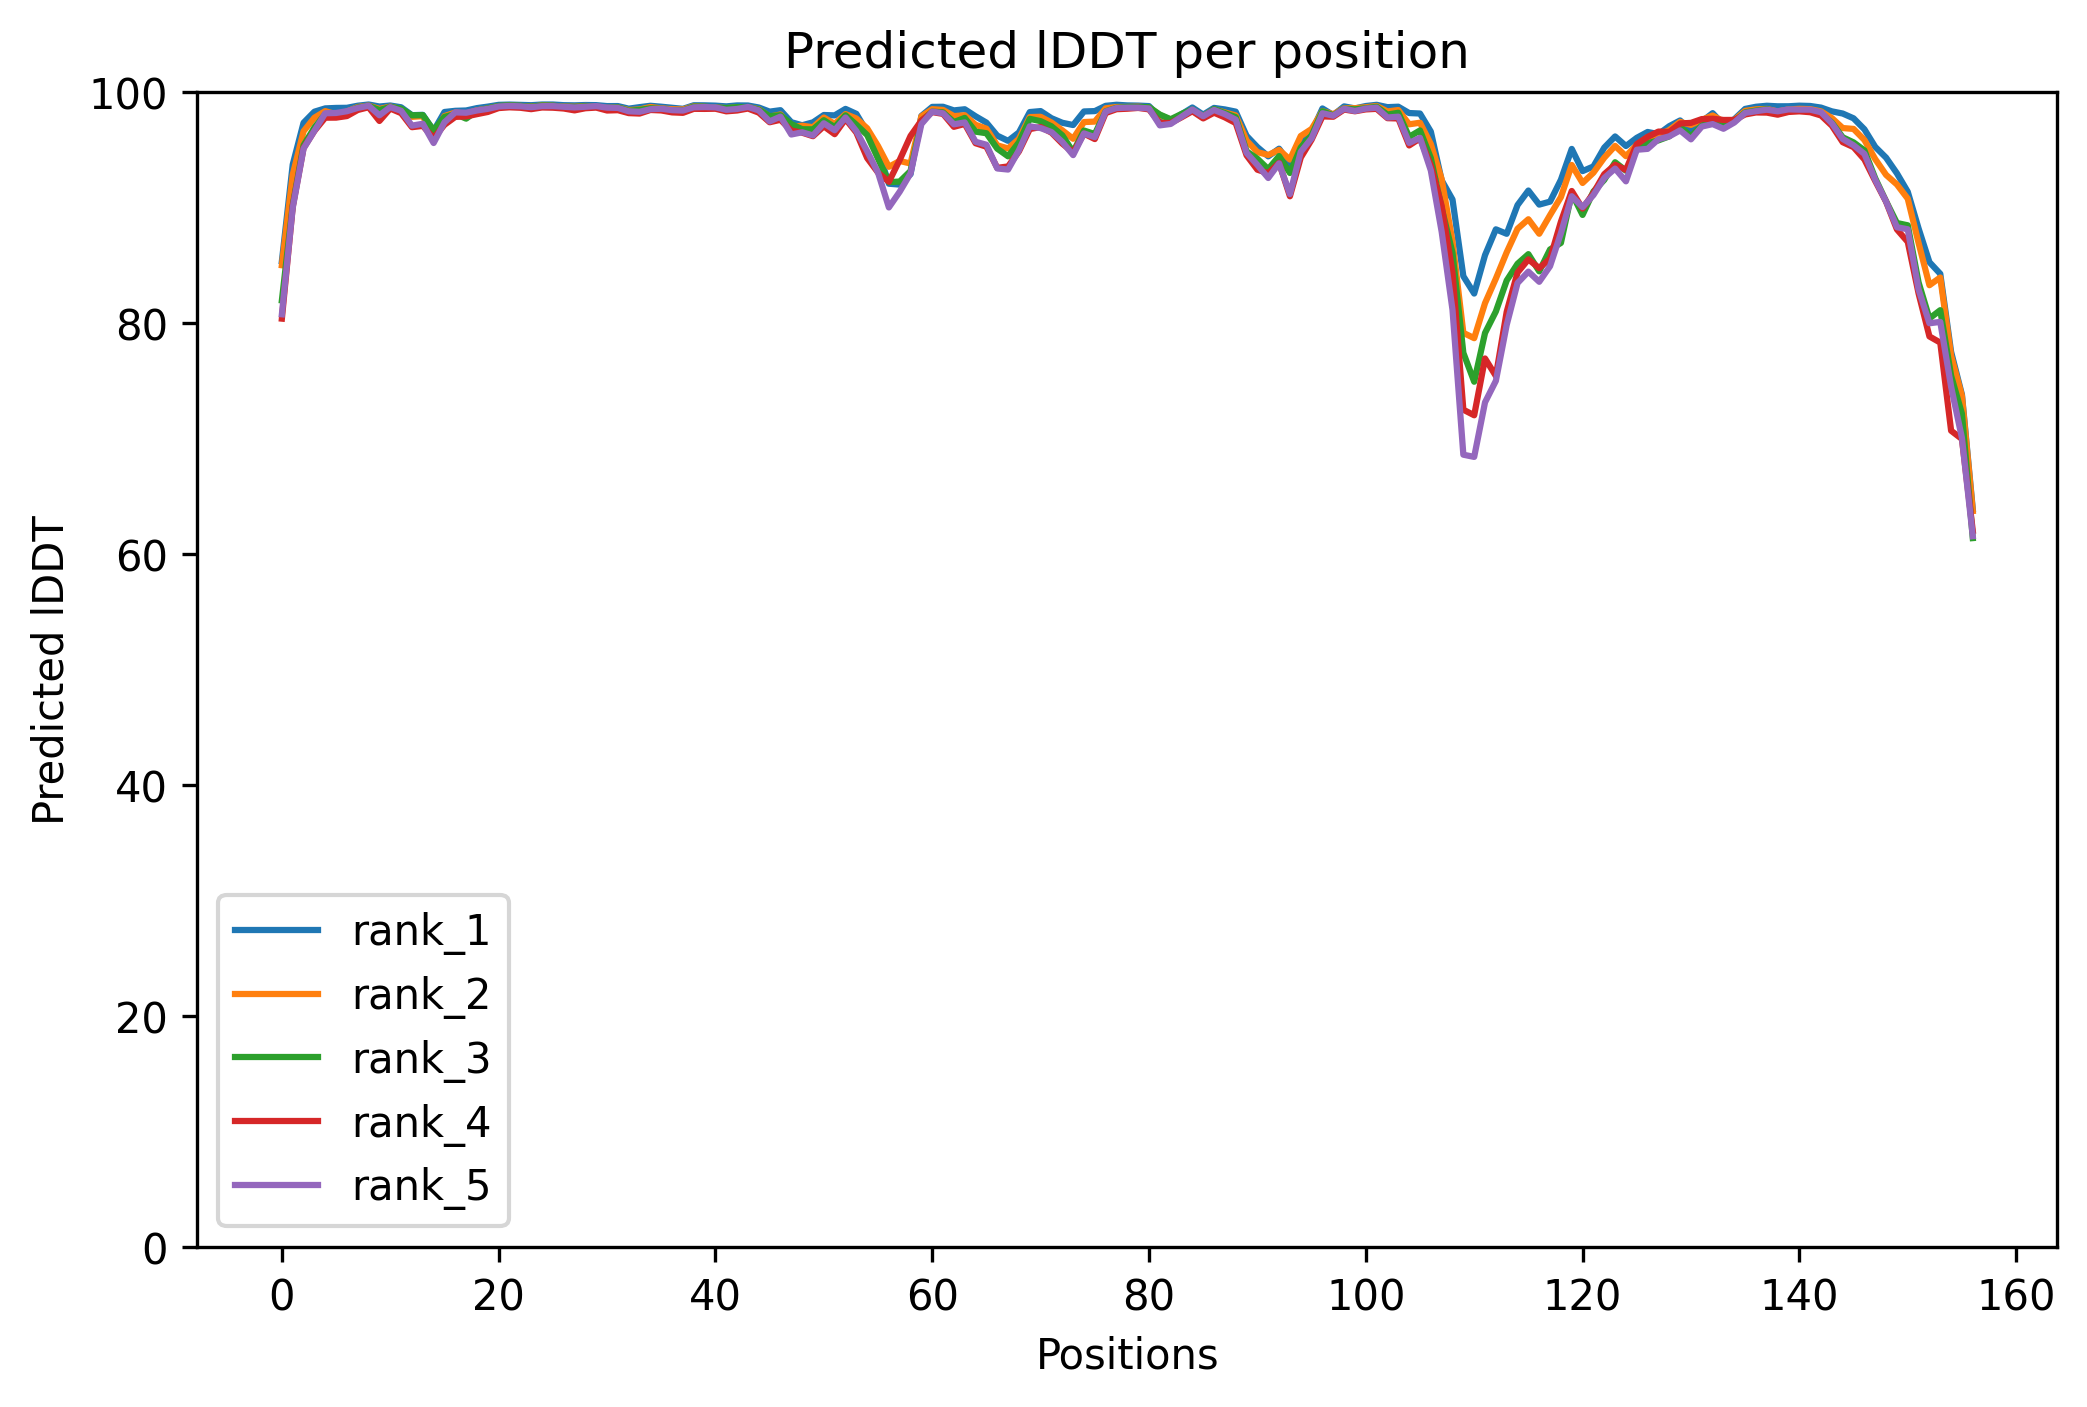 Predicted lDDT per position
100
80
60
40
20
0
Predicted lDDT
rank_1
rank_2
rank_3
rank_4
rank_5
0 20 40 60 80 100 120 140 160
Positions